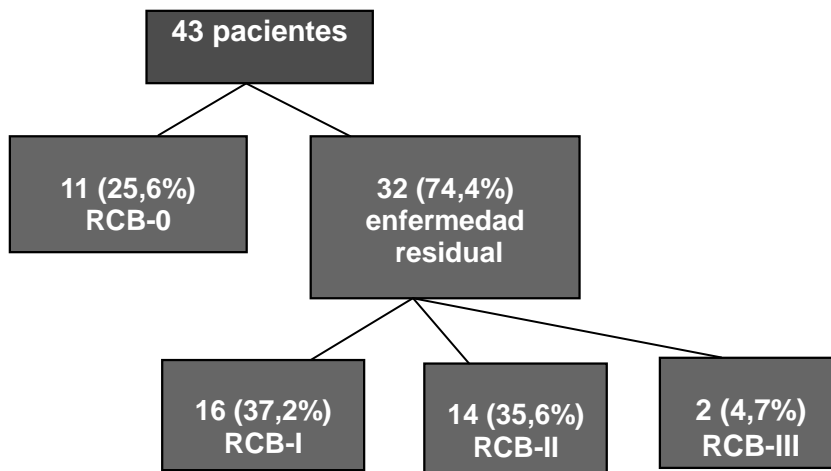 43 pacientes
11 (25,6%)
RCB-0
32 (74,4%)
enfermedad
residual
16 (37,2%)
RCB-I
14 (35,6%)
RCB-II
2 (4,7%)
RCB-III